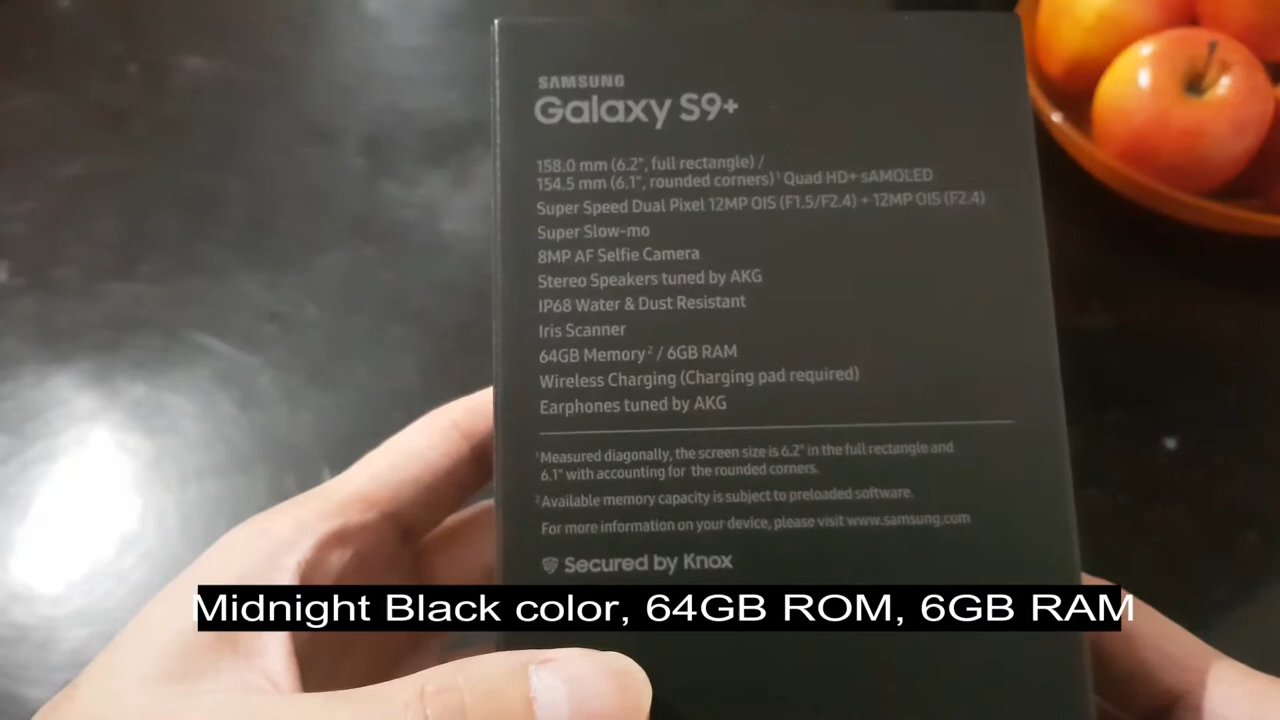 SAMSUNG
Galaxy S9+
158.0 mm (6.2", full rectangle) /
154.5 mm (6.1", rounded corners)¹ Quad HD+ sAMOLED
Super Speed Dual Pixel 12MP OIS (F1.5/F2.4) + 12MP OIS (F2.4)
Super Slow-mo
8MP AF Selfie Camera
Stereo Speakers tuned by AKG
IP68 Water & Dust Resistant
Iris Scanner
64GB Memory² / 6GB RAM
Wireless Charging (Charging pad required)
Earphones tuned by AKG
¹Measured diagonally, the screen size is 6.2" in the full rectangle and
6.1" with accounting for the rounded corners.
²Available memory capacity is subject to preloaded software.
For more information on your device, please visit www.samsung.com
Secured by Knox
Midnight Black color, 64GB ROM, 6GB RAM